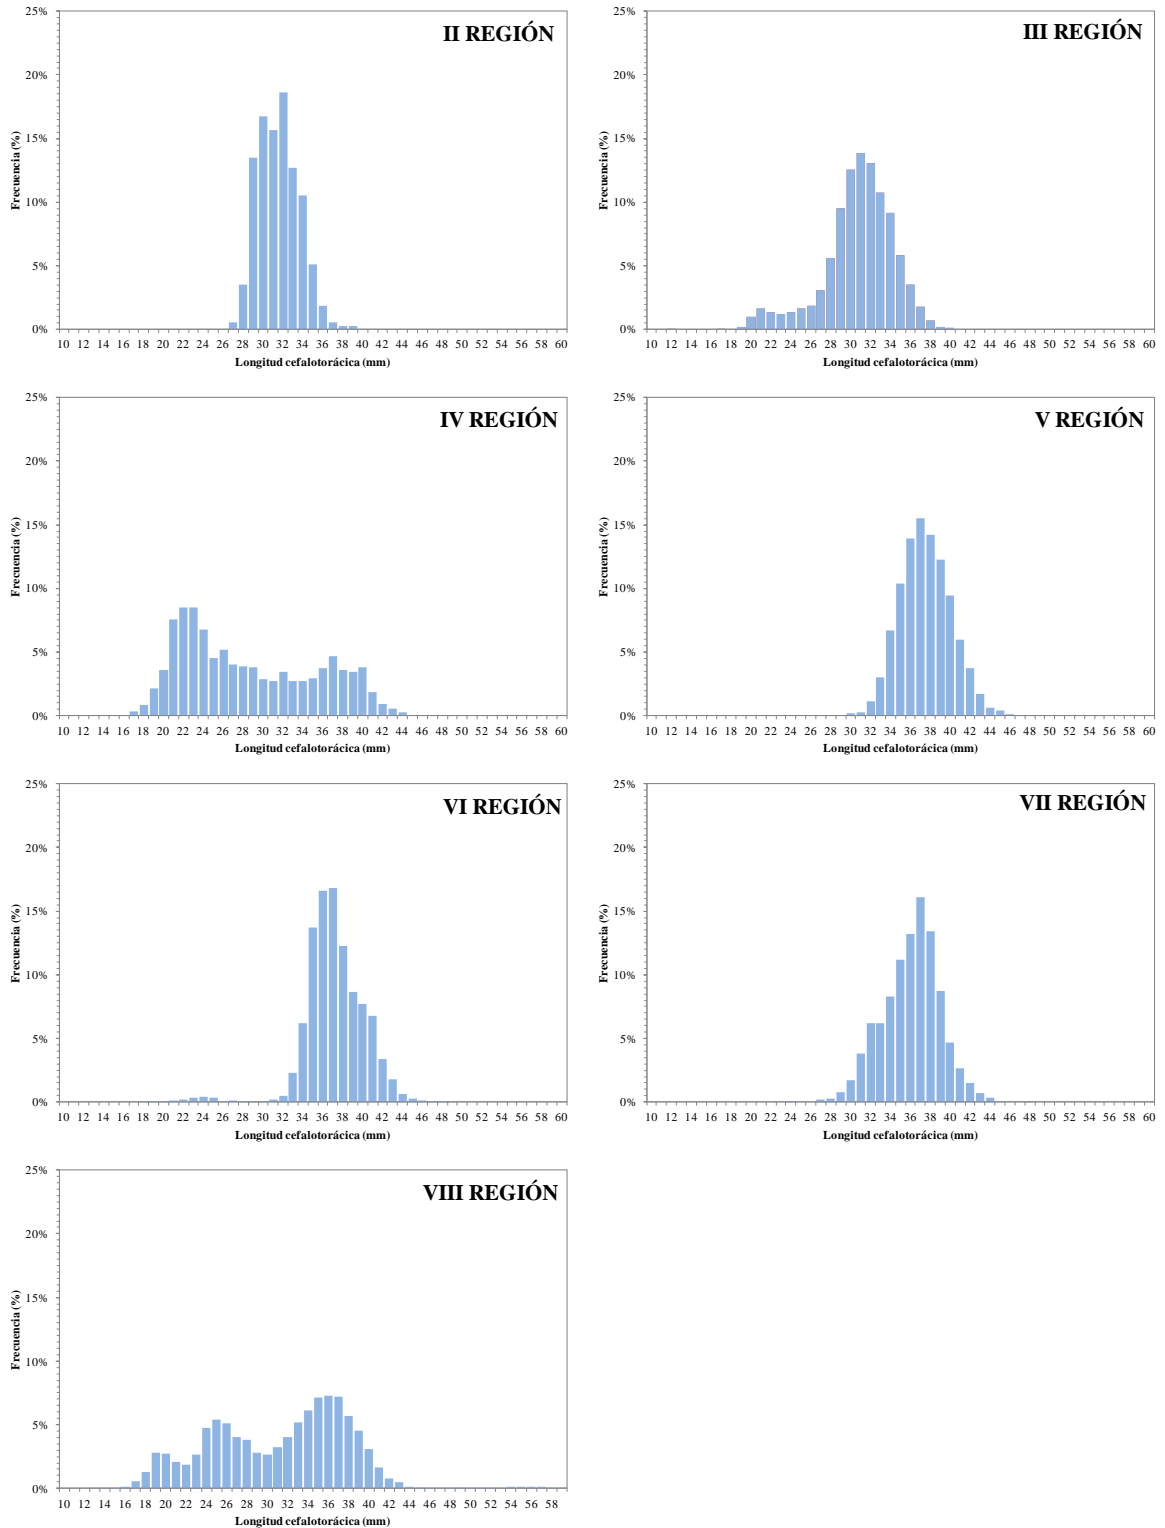 II REGIÓN
25%
20%
15%
10%
5%
0%
Frecuencia (%)
10 12 14 16 18 20 22 24 26 28 30 32 34 36 38 40 42 44 46 48 50 52 54 56 58 60
Longitud cefalotorácica (mm)
III REGIÓN
25%
20%
15%
10%
5%
0%
Frecuencia (%)
10 12 14 16 18 20 22 24 26 28 30 32 34 36 38 40 42 44 46 48 50 52 54 56 58 60
Longitud cefalotorácica (mm)
IV REGIÓN
25%
20%
15%
10%
5%
0%
Frecuencia (%)
10 12 14 16 18 20 22 24 26 28 30 32 34 36 38 40 42 44 46 48 50 52 54 56 58 60
Longitud cefalotorácica (mm)
V REGIÓN
25%
20%
15%
10%
5%
0%
Frecuencia (%)
10 12 14 16 18 20 22 24 26 28 30 32 34 36 38 40 42 44 46 48 50 52 54 56 58 60
Longitud cefalotorácica (mm)
VI REGIÓN
25%
20%
15%
10%
5%
0%
Frecuencia (%)
10 12 14 16 18 20 22 24 26 28 30 32 34 36 38 40 42 44 46 48 50 52 54 56 58 60
Longitud cefalotorácica (mm)
VII REGIÓN
25%
20%
15%
10%
5%
0%
Frecuencia (%)
10 12 14 16 18 20 22 24 26 28 30 32 34 36 38 40 42 44 46 48 50 52 54 56 58 60
Longitud cefalotorácica (mm)
VIII REGIÓN
25%
20%
15%
10%
5%
0%
Frecuencia (%)
10 12 14 16 18 20 22 24 26 28 30 32 34 36 38 40 42 44 46 48 50 52 54 56 58
Longitud cefalotorácica (mm)